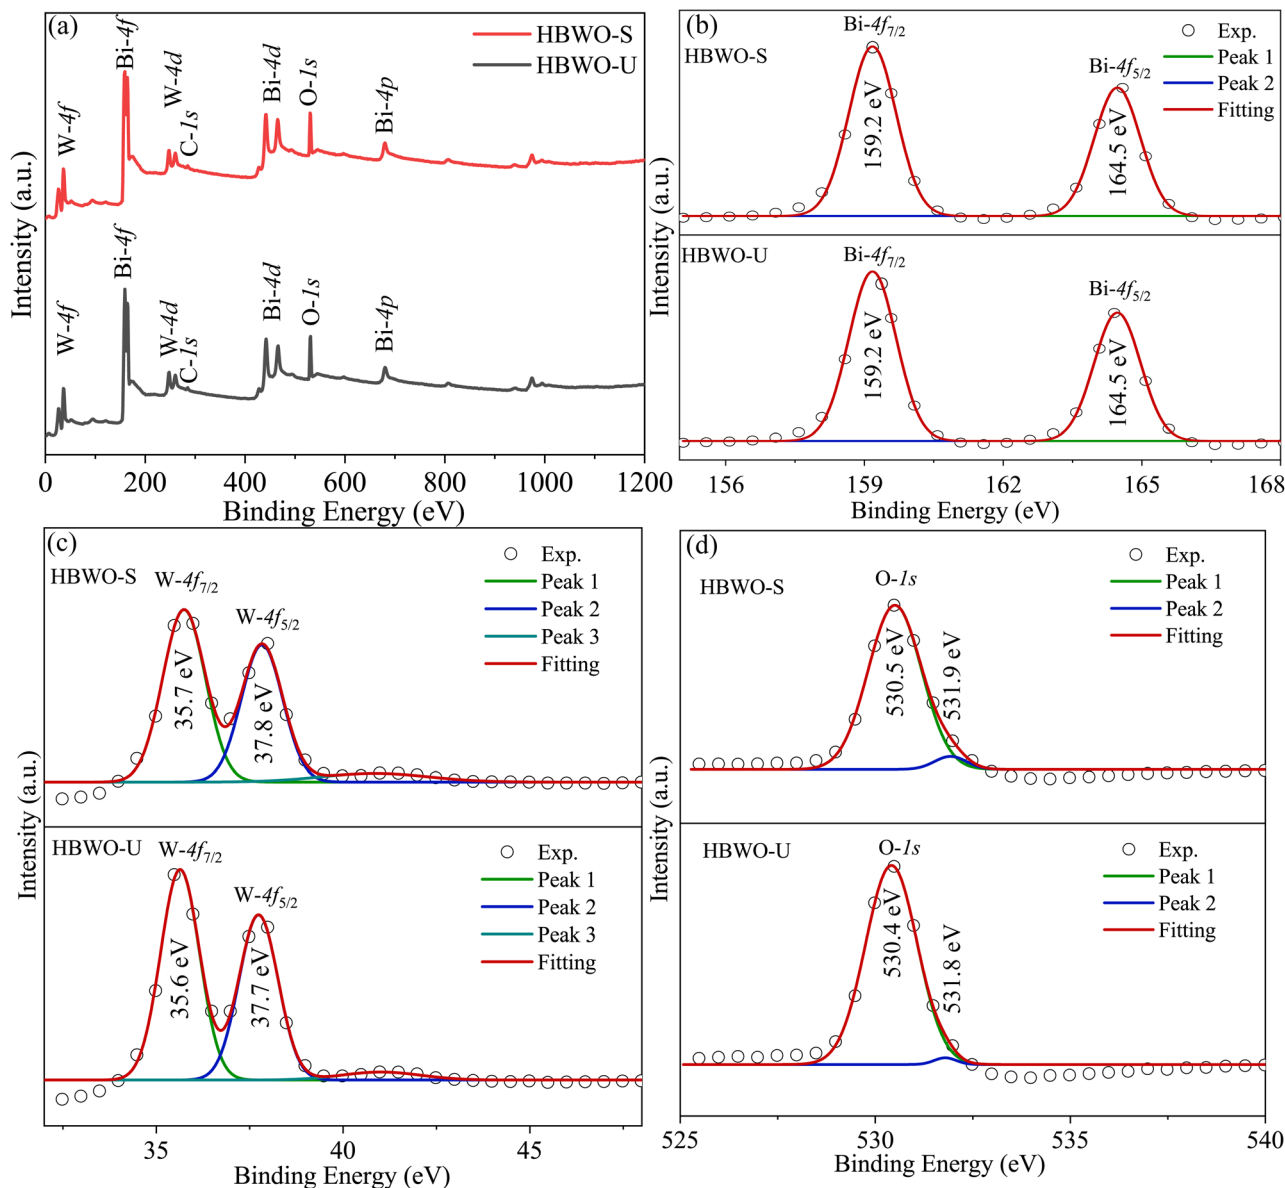 (a)
HBWO-S
HBWO-U
W-4f
Bi-4f
W-4d
C-1s
Bi-4d
O-1s
Bi-4p
W-4f
Bi-4f
W-4d
C-1s
Bi-4d
O-1s
Bi-4p
Intensity (a.u.)
0 200 400 600 800 1000 1200
Binding Energy (eV)
(b)
HBWO-S
Bi-4f7/2
159.2 eV
Bi-4f5/2
164.5 eV
Exp.
Peak 1
Peak 2
Fitting
HBWO-U
Bi-4f7/2
159.2 eV
Bi-4f5/2
164.5 eV
Intensity (a.u.)
156 159 162 165 168
Binding Energy (eV)
(c)
HBWO-S
W-4f7/2
35.7 eV
W-4f5/2
37.8 eV
Exp.
Peak 1
Peak 2
Peak 3
Fitting
HBWO-U
W-4f7/2
35.6 eV
W-4f5/2
37.7 eV
Exp.
Peak 1
Peak 2
Peak 3
Fitting
Intensity (a.u.)
35 40 45
Binding Energy (eV)
(d)
HBWO-S
O-1s
530.5 eV
531.9 eV
Exp.
Peak 1
Peak 2
Fitting
HBWO-U
O-1s
530.4 eV
531.8 eV
Exp.
Peak 1
Peak 2
Fitting
Intensity (a.u.)
525 530 535 540
Binding Energy (eV)